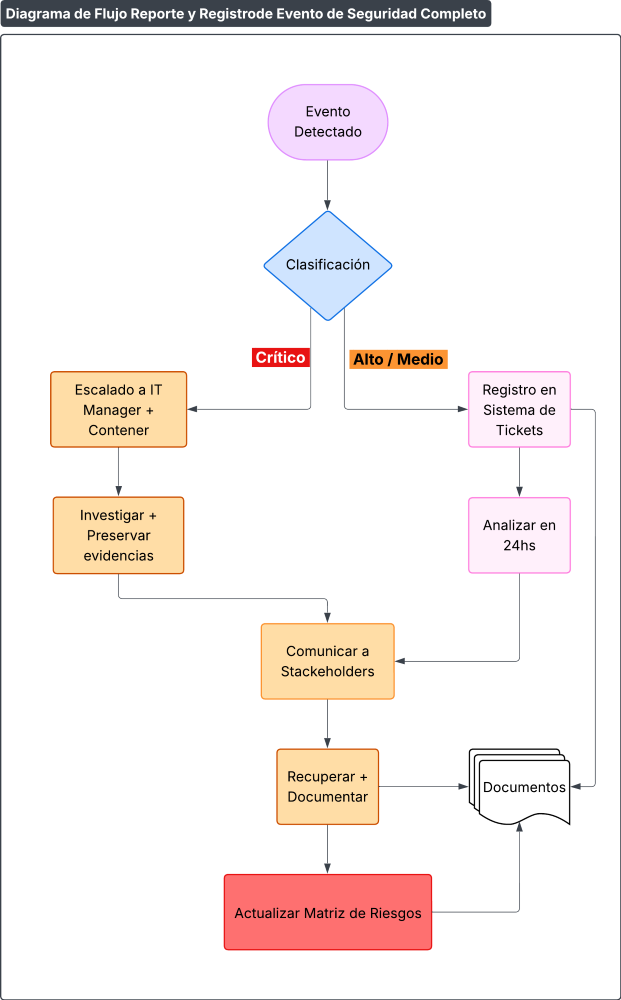 Diagrama de Flujo Reporte y Registrode Evento de Seguridad Completo
Evento
Detectado
Clasificación
Crítico
Alto / Medio
Escalado a IT
Manager +
Contener
Registro en
Sistema de
Tickets
Investigar +
Preservar
evidencias
Analizar en
24hs
Comunicar a
Stackeholders
Recuperar +
Documentar
Documentos
Actualizar Matriz de Riesgos